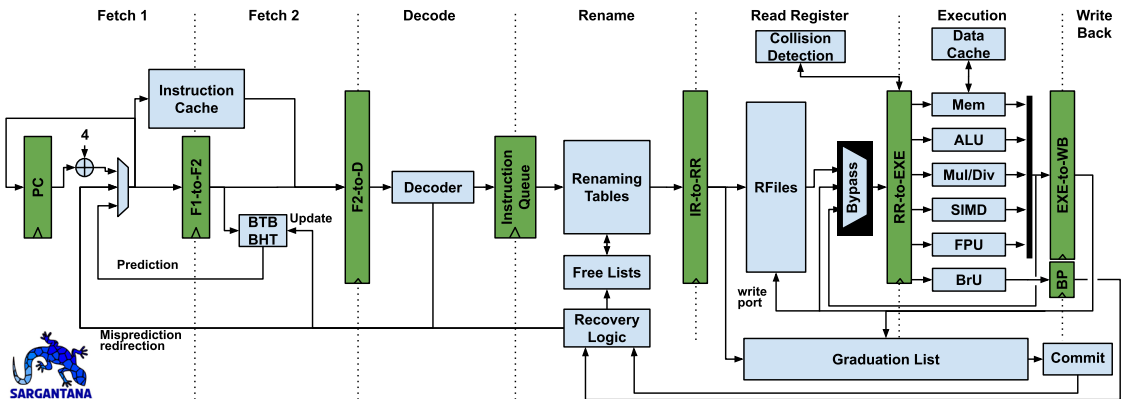 Fetch 1
Fetch 2
Decode
Rename
Read Register
Execution
Write
Back
Collision
Detection
Data
Cache
Instruction
Cache
4
PC
F1-to-F2
BTB
BHT
Update
Prediction
Misprediction
redirection
F2-to-D
Decoder
Instruction
Queue
Renaming
Tables
Free Lists
Recovery
Logic
IR-to-RR
RFiles
write
port
Bypass
RR-to-EXE
Mem
ALU
Mul/Div
SIMD
FPU
BrU
EXE-to-WB
BP
Graduation List
Commit
SARGANTANA